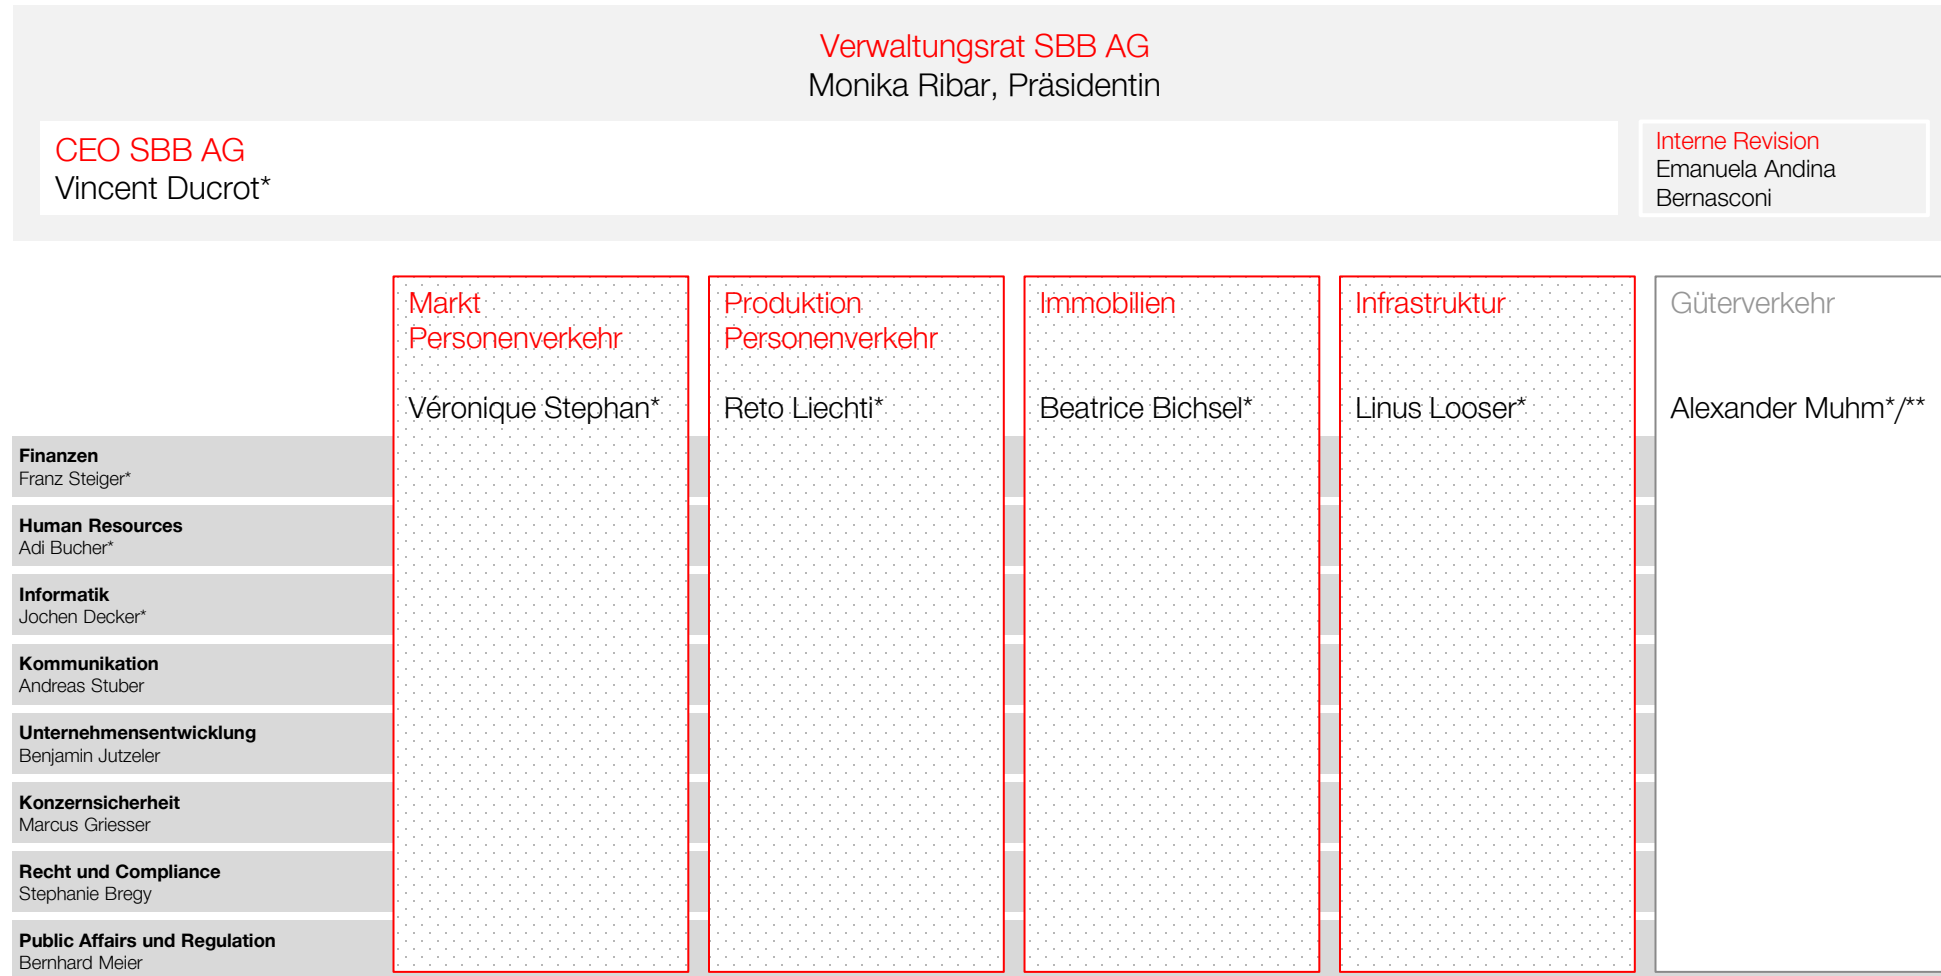 Verwaltungsrat SBB AG
Monika Ribar, Präsidentin
CEO SBB AG
Vincent Ducrot*
Interne Revision
Emanuela Andina
Bernasconi
Markt
Personenverkehr
Véronique Stephan*
Produktion
Personenverkehr
Reto Liechti*
Immobilien
Beatrice Bichsel*
Infrastruktur
Linus Looser*
Güterverkehr
Alexander Muhm*/**
Finanzen
Franz Steiger*
Human Resources
Adi Bucher*
Informatik
Jochen Decker*
Kommunikation
Andreas Stuber
Unternehmensentwicklung
Benjamin Jutzeler
Konzernsicherheit
Marcus Griesser
Recht und Compliance
Stephanie Bregy
Public Affairs und Regulation
Bernhard Meier